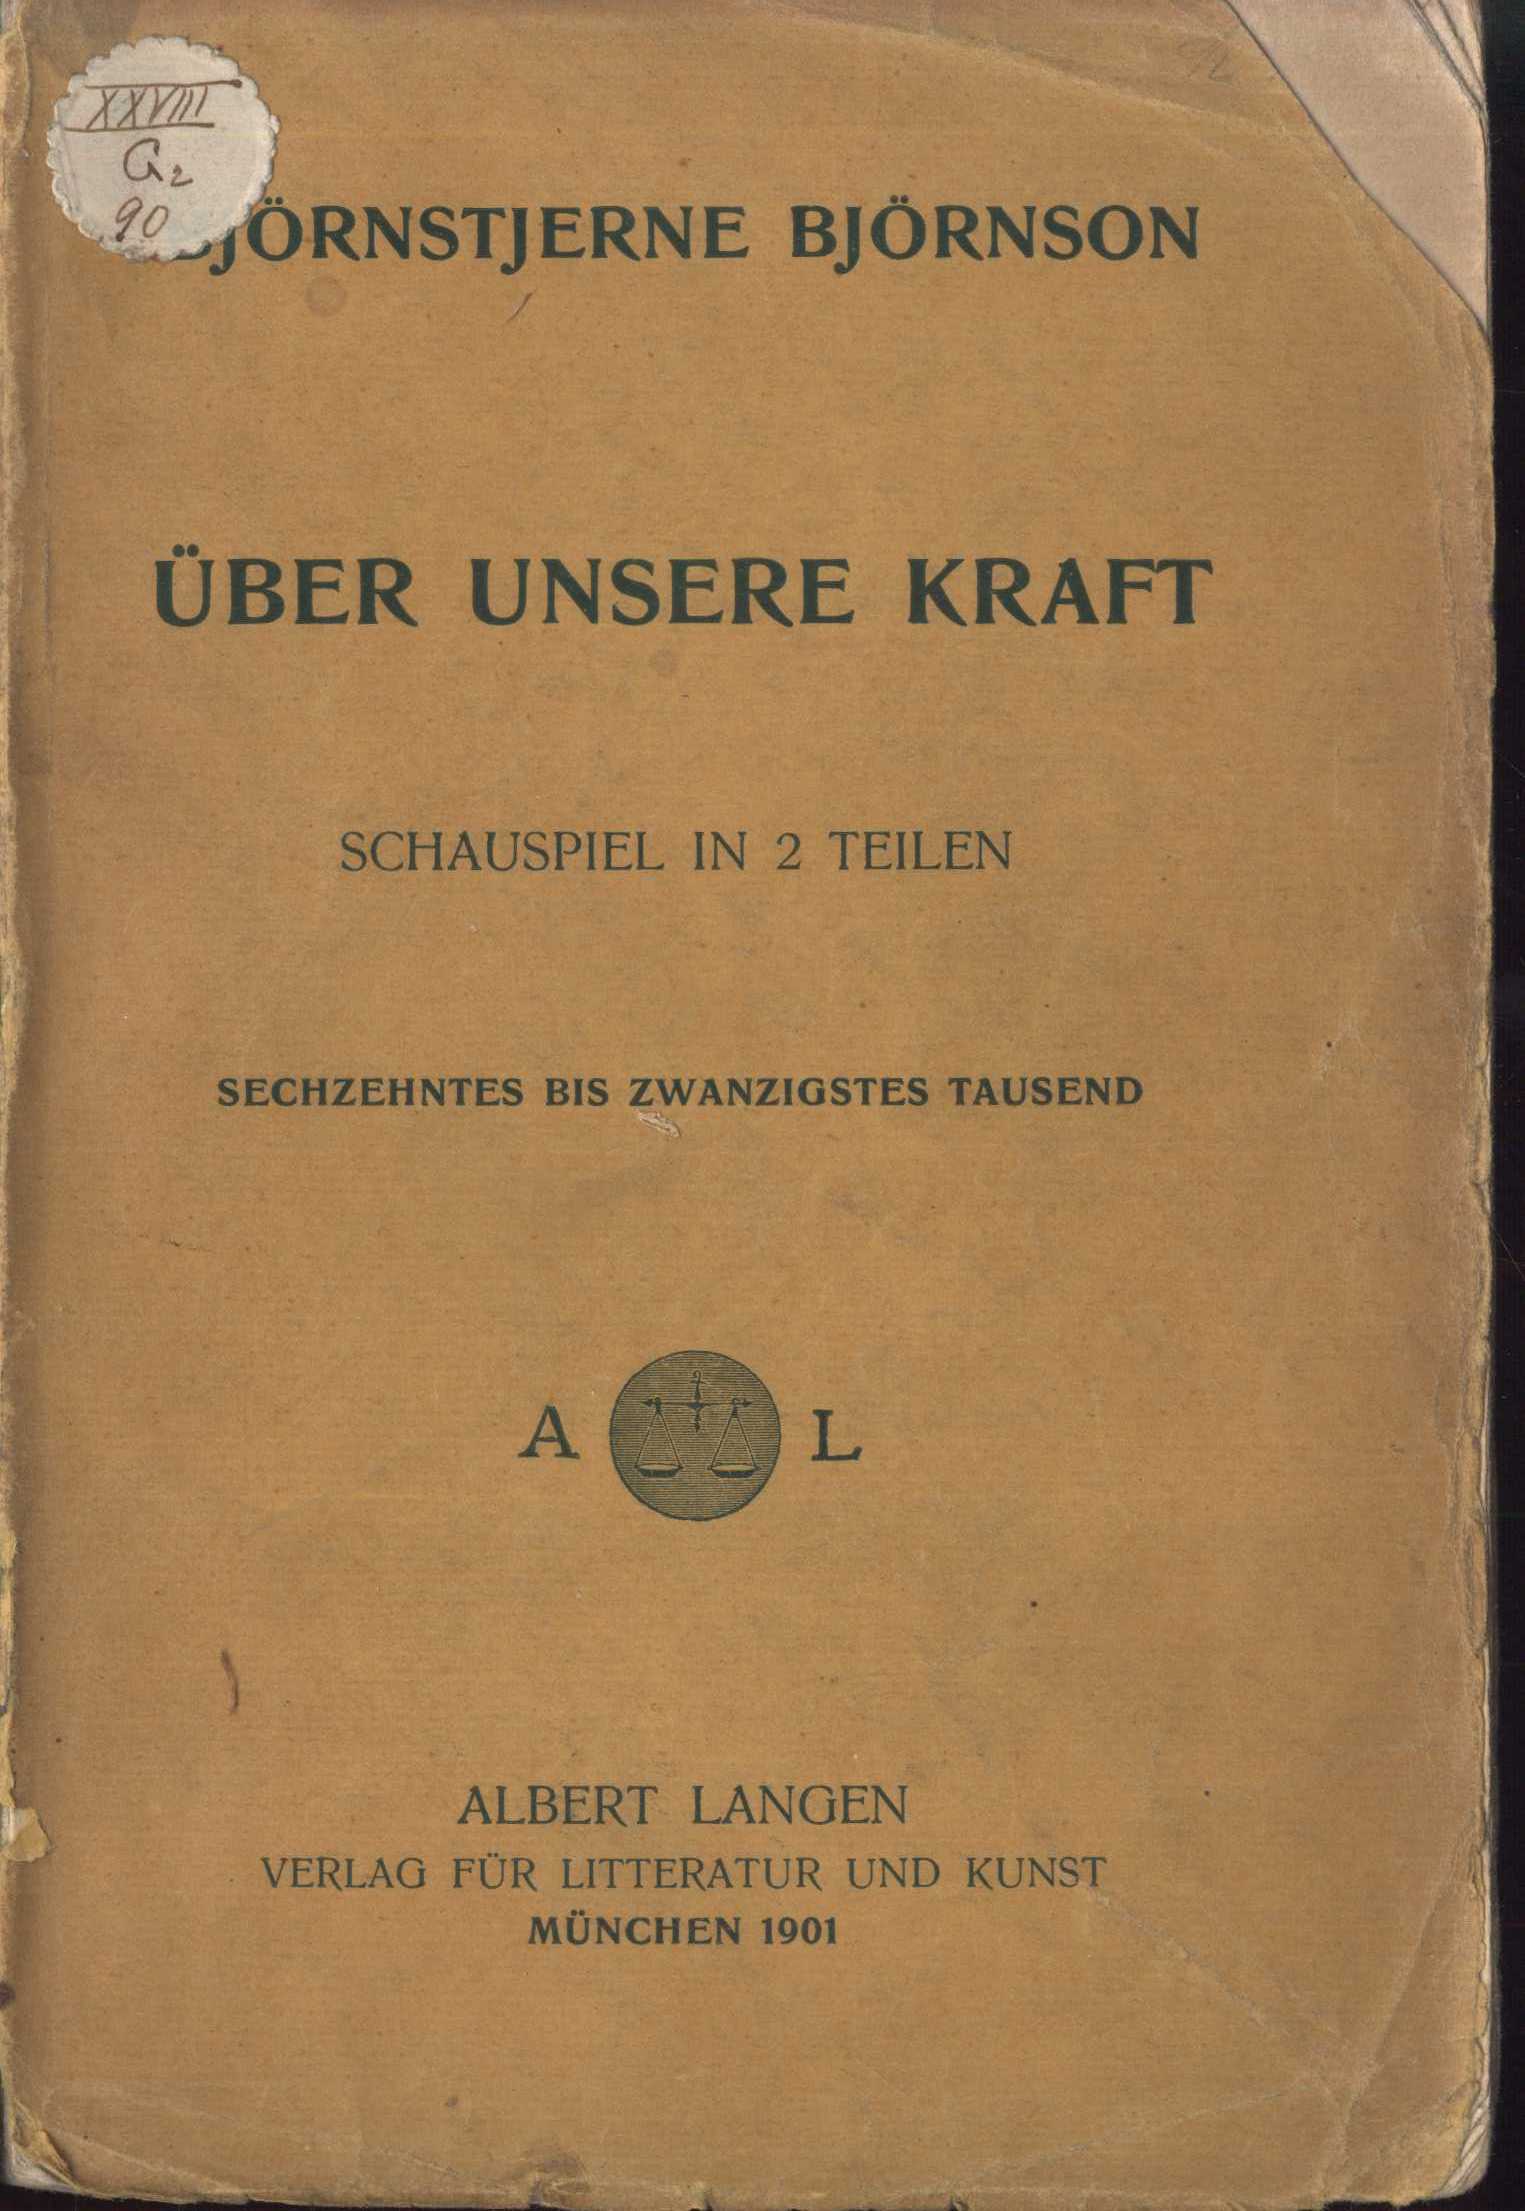 XXVIII
G2
90
BJÖRNSTJERNE BJÖRNSON
ÜBER UNSERE KRAFT
SCHAUSPIEL IN 2 TEILEN
SECHZEHNTES BIS ZWANZIGSTES TAUSEND
A L
ALBERT LANGEN
VERLAG FÜR LITTERATUR UND KUNST
MÜNCHEN 1901